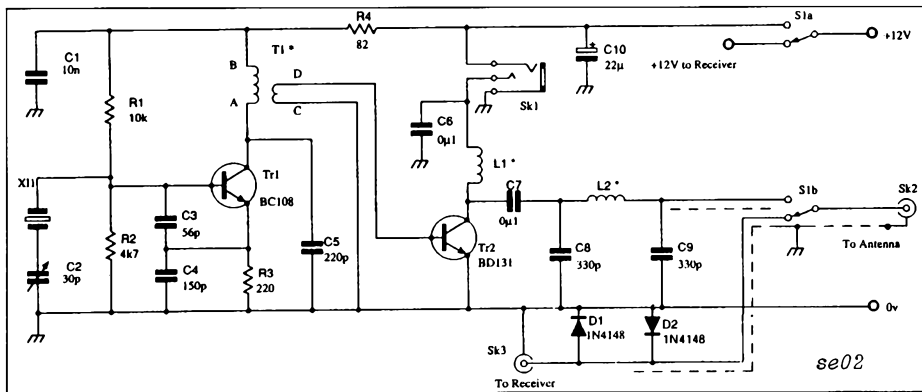 C1
10n
R1
10k
X11
C2
30p
R2
4k7
C3
56p
C4
150p
R3
220
Tr1
BC108
B
A
T1*
D
C
C5
220p
R4
82
C6
0µ1
Sk1
L1*
C7
0µ1
Tr2
BD131
C10
22µ
+
S1a
+12V
+12V to Receiver
L2*
C8
330p
C9
330p
S1b
Sk2
To Antenna
0v
D1
1N4148
D2
1N4148
Sk3
To Receiver
se02